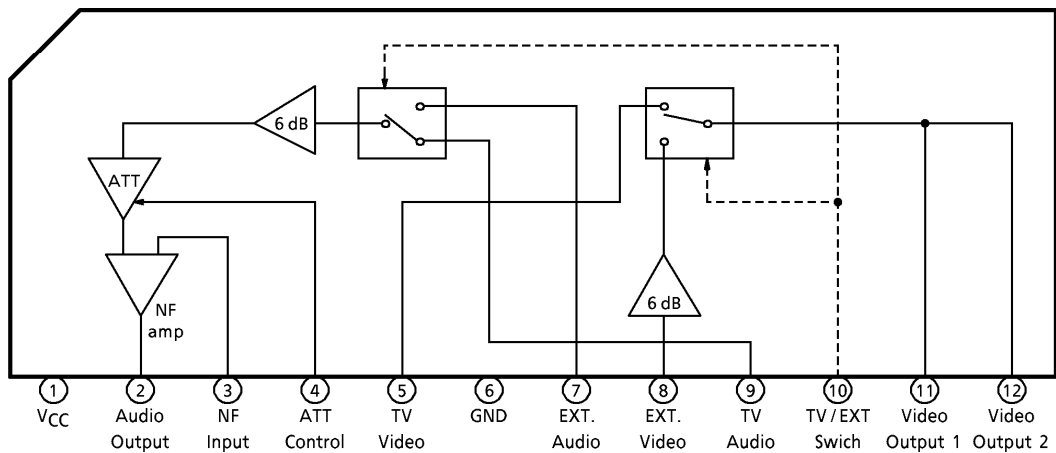 6 dB
ATT
NF
amp
6 dB
1 2 3 4 5 6 7 8 9 10 11 12
VCC Audio NF ATT TV GND EXT. EXT. TV TV / EXT Video Video
Output Input Control Video Audio Video Audio Swich Output 1 Output 2